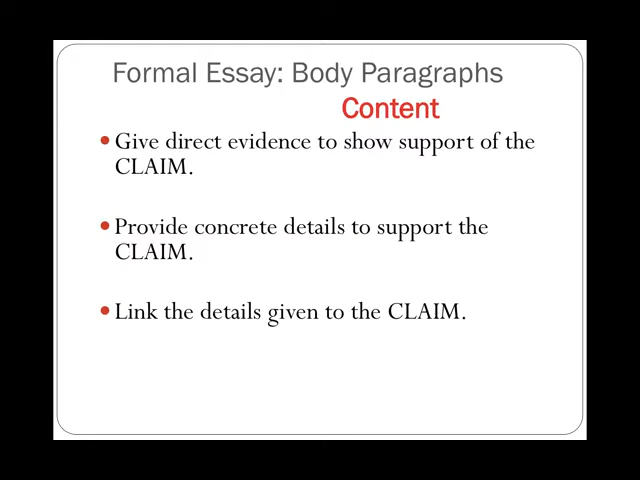 Formal Essay: Body Paragraphs
Content
• Give direct evidence to show support of the
CLAIM.
• Provide concrete details to support the
CLAIM.
• Link the details given to the CLAIM.